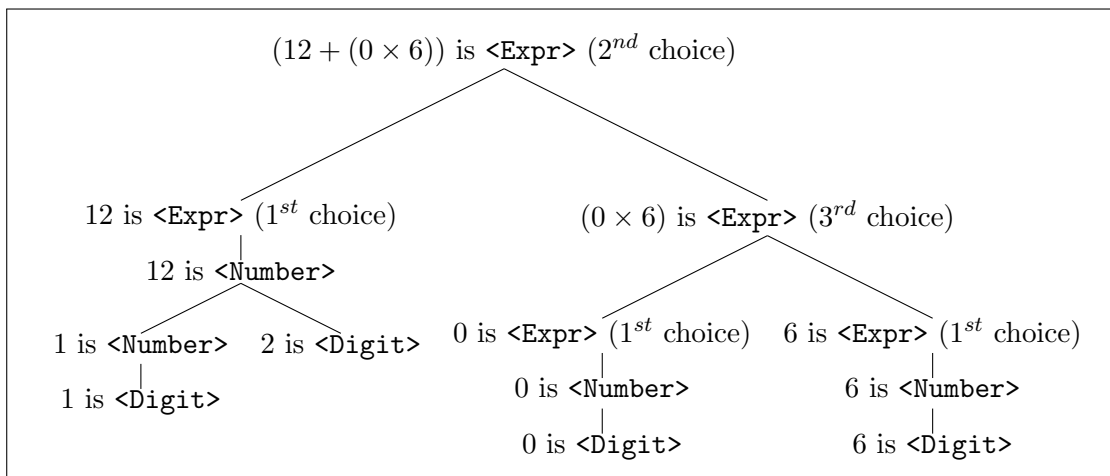 (12 + (0 × 6)) is <Expr> (2nd choice)
12 is <Expr> (1st choice)
(0 × 6) is <Expr> (3rd choice)
12 is <Number>
1 is <Number>
2 is <Digit>
0 is <Expr> (1st choice)
6 is <Expr> (1st choice)
1 is <Digit>
0 is <Number>
6 is <Number>
0 is <Digit>
6 is <Digit>